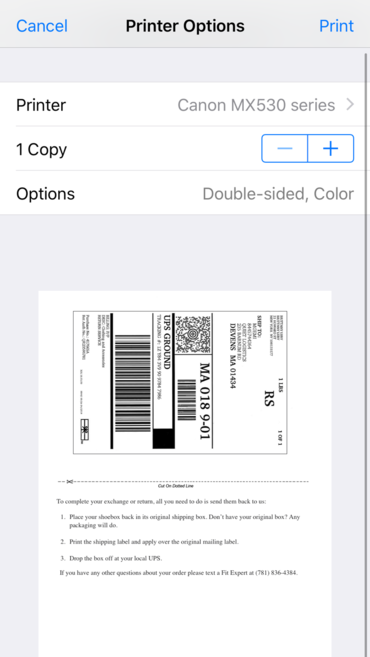 Cancel
Printer Options
Print
Printer
Canon MX530 series
1 Copy
Options
Double-sided, Color
1 LBS
1 OF 1
RS
SHIP TO:
QUIET LOGISTICS
DEVENS MA 01434
MA 018 9-01
UPS GROUND
Cut On Dotted Line
To complete your exchange or return, all you need to do is send them back to us:
1. Place your shoebox back in its original shipping box. Don't have your original box? Any
packaging will do.
2. Print the shipping label and apply over the original mailing label.
3. Drop the box off at your local UPS.
If you have any other questions about your order please text a Fit Expert at (781) 836-4384.